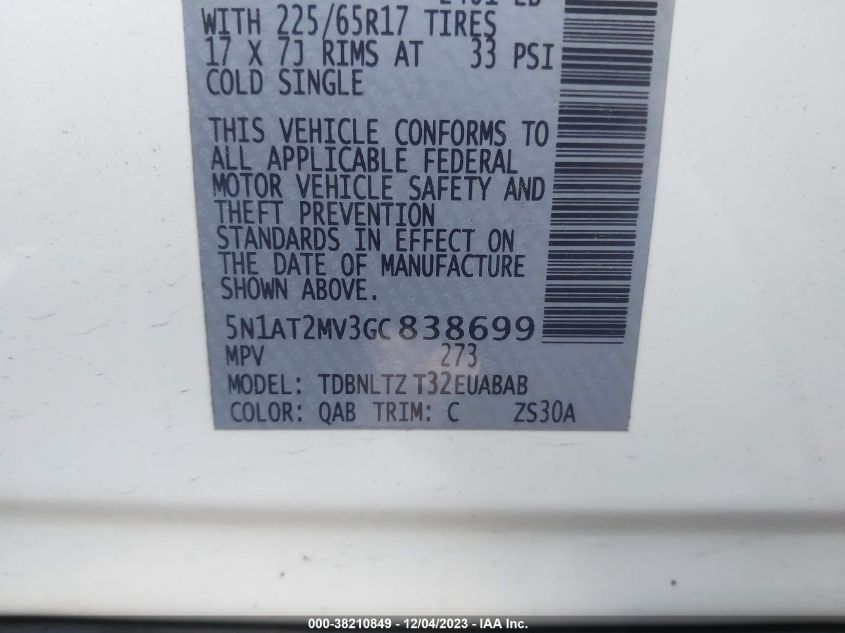 WITH 225/65R17 TIRES
17 X 7J RIMS AT 33 PSI
COLD SINGLE
THIS VEHICLE CONFORMS TO
ALL APPLICABLE FEDERAL
MOTOR VEHICLE SAFETY AND
THEFT PREVENTION
STANDARDS IN EFFECT ON
THE DATE OF MANUFACTURE
SHOWN ABOVE.
5N1AT2MV3GC838699
MPV 273
MODEL: TDBNLTZ T32EUABAB
COLOR: QAB TRIM: C ZS30A
000-38210849 - 12/04/2023 - IAA Inc.